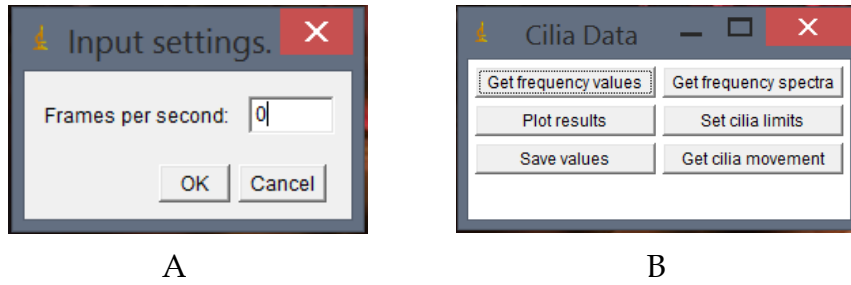 Input settings.
Frames per second: 0
OK Cancel
A
Cilia Data
Get frequency values Get frequency spectra
Plot results Set cilia limits
Save values Get cilia movement
B